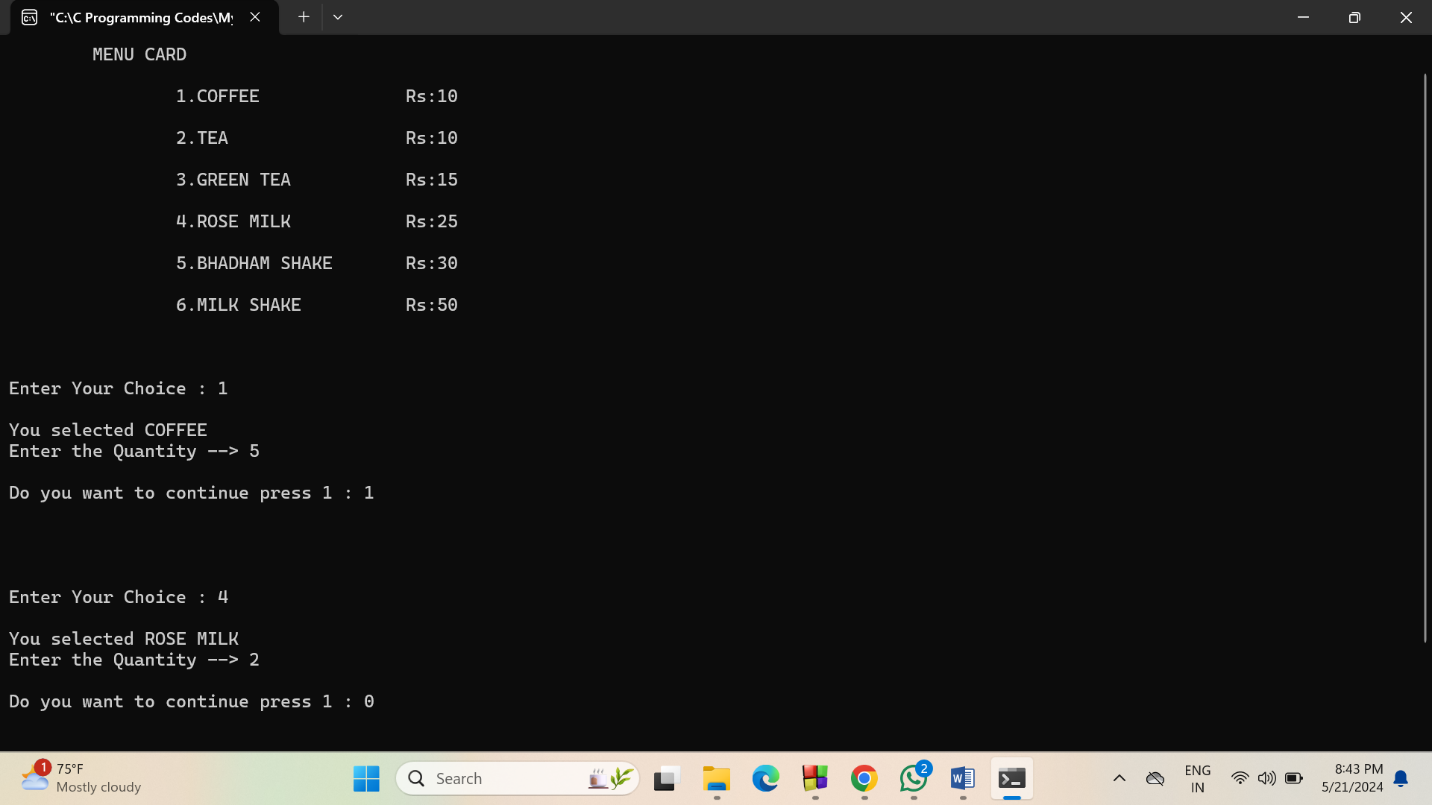 "C:\C Programming Codes\My
MENU CARD
1.COFFEE Rs:10
2.TEA Rs:10
3.GREEN TEA Rs:15
4.ROSE MILK Rs:25
5.BHADHAM SHAKE Rs:30
6.MILK SHAKE Rs:50
Enter Your Choice : 1
You selected COFFEE
Enter the Quantity --> 5
Do you want to continue press 1 : 1
Enter Your Choice : 4
You selected ROSE MILK
Enter the Quantity --> 2
Do you want to continue press 1 : 0
1
75°F
Mostly cloudy
Search
2
ENG
IN
8:43 PM
5/21/2024